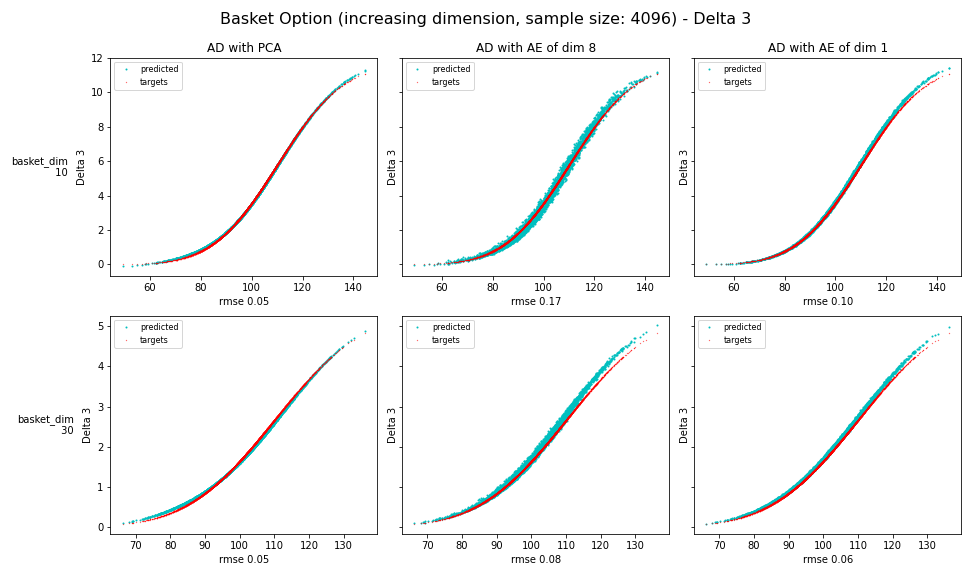 Basket Option (increasing dimension, sample size: 4096) - Delta 3
AD with PCA
AD with AE of dim 8
AD with AE of dim 1
basket_dim
10
Delta 3
12
10
8
6
4
2
0
predicted
targets
60 80 100 120 140
rmse 0.05
Delta 3
predicted
targets
60 80 100 120 140
rmse 0.17
Delta 3
predicted
targets
60 80 100 120 140
rmse 0.10
basket_dim
30
Delta 3
5
4
3
2
1
0
predicted
targets
70 80 90 100 110 120 130
rmse 0.05
Delta 3
predicted
targets
70 80 90 100 110 120 130
rmse 0.08
Delta 3
predicted
targets
70 80 90 100 110 120 130
rmse 0.06